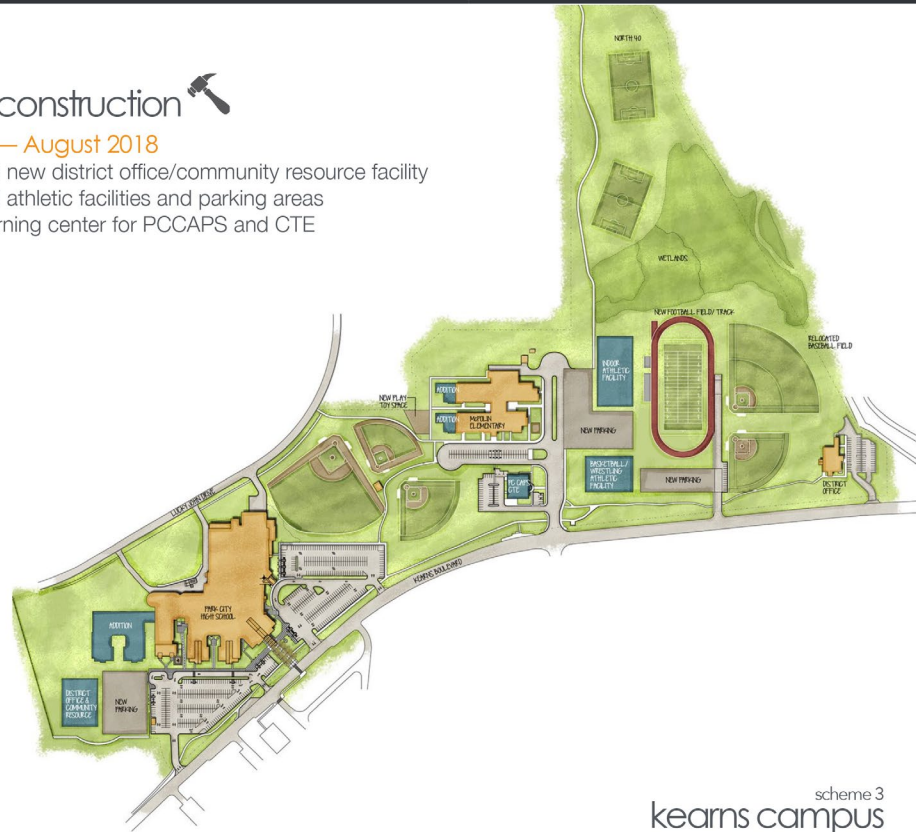 construction
— August 2018
new district office/community resource facility
athletic facilities and parking areas
rning center for PCCAPS and CTE
NORTH 40
WETLANDS
NEW FOOTBALL FIELD/ TRACK
RELOCATED
BASEBALL FIELD
INDOOR
ATHLETIC
FACILITY
NEW PLAY
TOY SPACE
ADDITION
ADDITION
McPOLIN
ELEMENTARY
NEW PARKING
BASKETBALL/
WRESTLING
ATHLETIC
FACILITY
NEW PARKING
DISTRICT
OFFICE
PC CAPS
CTE
LUCKY JOHN DRIVE
KEARNS BOULEVARD
PARK CITY
HIGH SCHOOL
ADDITION
DISTRICT
OFFICE &
COMMUNITY
RESOURCE
NEW
PARKING
scheme 3
kearns campus